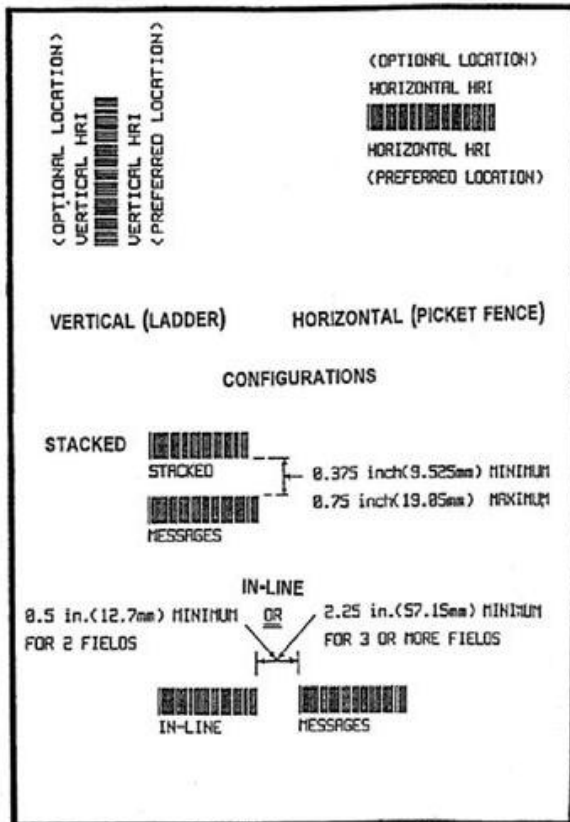 (OPTIONAL LOCATION)
VERTICAL HRI
VERTICAL HRI
(PREFERRED LOCATION)
(OPTIONAL LOCATION)
HORIZONTAL HRI
HORIZONTAL HRI
(PREFERRED LOCATION)
VERTICAL (LADDER)
HORIZONTAL (PICKET FENCE)
CONFIGURATIONS
STACKED
STACKED
0.375 inch(9.525mm) MINIMUM
0.75 inch(19.05mm) MAXIMUM
MESSAGES
IN-LINE
0.5 in.(12.7mm) MINIMUM
FOR 2 FIELDS
OR
2.25 in.(57.15mm) MINIMUM
FOR 3 OR MORE FIELDS
IN-LINE
MESSAGES